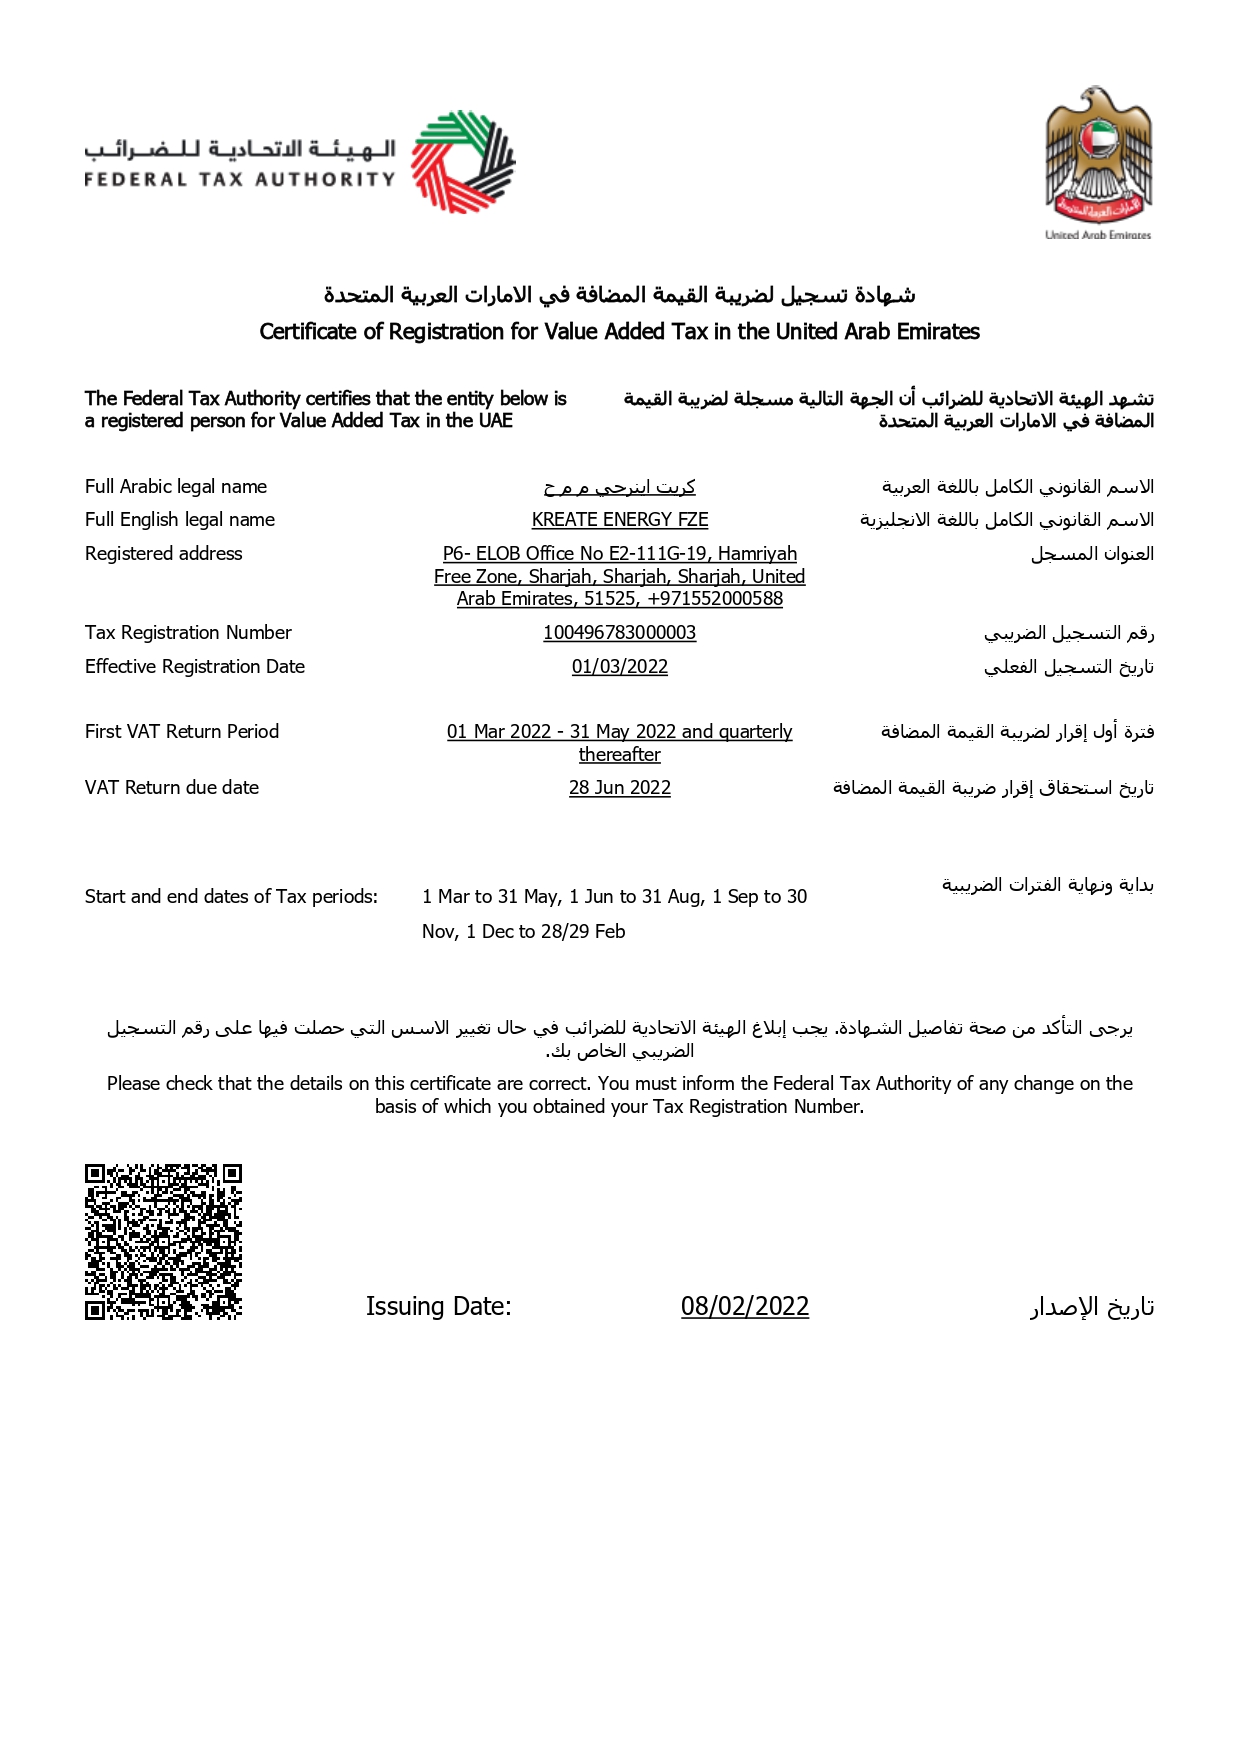 الهيئة الاتحادية للضرائب
FEDERAL TAX AUTHORITY
الامارات العربية المتحدة
United Arab Emirates
شهادة تسجيل لضريبة القيمة المضافة في الامارات العربية المتحدة
Certificate of Registration for Value Added Tax in the United Arab Emirates
The Federal Tax Authority certifies that the entity below is
a registered person for Value Added Tax in the UAE
تشهد الهيئة الاتحادية للضرائب أن الجهة التالية مسجلة لضريبة القيمة
المضافة في الامارات العربية المتحدة
Full Arabic legal name
كريت اينرجي م م ح
الاسم القانوني الكامل باللغة العربية
Full English legal name
KREATE ENERGY FZE
الاسم القانوني الكامل باللغة الانجليزية
Registered address
P6- ELOB Office No E2-111G-19, Hamriyah
Free Zone, Sharjah, Sharjah, Sharjah, United
Arab Emirates, 51525, +971552000588
العنوان المسجل
Tax Registration Number
100496783000003
رقم التسجيل الضريبي
Effective Registration Date
01/03/2022
تاريخ التسجيل الفعلي
First VAT Return Period
01 Mar 2022 - 31 May 2022 and quarterly
thereafter
فترة أول إقرار لضريبة القيمة المضافة
VAT Return due date
28 Jun 2022
تاريخ استحقاق إقرار ضريبة القيمة المضافة
Start and end dates of Tax periods:
1 Mar to 31 May, 1 Jun to 31 Aug, 1 Sep to 30
Nov, 1 Dec to 28/29 Feb
بداية ونهاية الفترات الضريبية
يرجى التأكد من صحة تفاصيل الشهادة. يجب إبلاغ الهيئة الاتحادية للضرائب في حال تغيير الاسس التي حصلت فيها على رقم التسجيل
الضريبي الخاص بك.
Please check that the details on this certificate are correct. You must inform the Federal Tax Authority of any change on the
basis of which you obtained your Tax Registration Number.
Issuing Date:
08/02/2022
تاريخ الإصدار